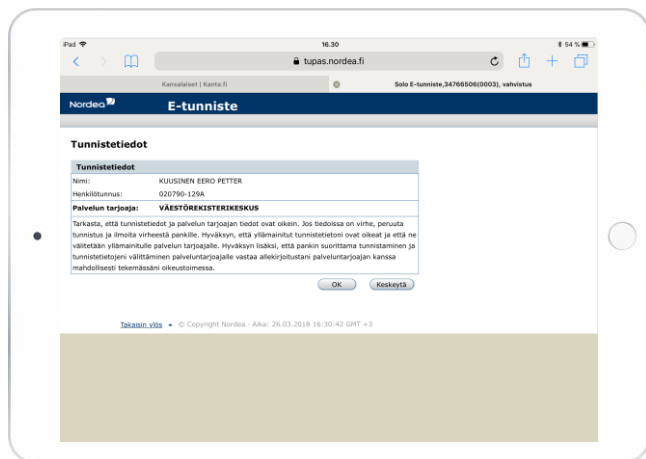 iPad 16.30 54 %
tupas.nordea.fi
Kansalaiset | Kanta.fi Solo E-tunniste,34766506(0003), vahvistus
Nordea E-tunniste
Tunnistetiedot
Tunnistetiedot
Nimi: KUUSINEN EERO PETTER
Henkilötunnus: 020790-129A
Palvelun tarjoaja: VÄESTÖREKISTERIKESKUS
Tarkasta, että tunnistetiedot ja palvelun tarjoajan tiedot ovat oikein. Jos tiedoissa on virhe, peruuta
tunnistus ja ilmoita virheestä pankille. Hyväksyn, että yllämainitut tunnistetietoni ovat oikeat ja että ne
välitetään yllämainitulle palvelun tarjoajalle. Hyväksyn lisäksi, että pankin suorittama tunnistaminen ja
tunnistetietojeni välittäminen palveluntarjoajalle vastaa allekirjoitustani palveluntarjoajan kanssa
mahdollisesti tekemässäni oikeustoimessa.
OK Keskeytä
Takaisin ylös • © Copyright Nordea - Aika: 26.03.2018 16:30:42 GMT +3